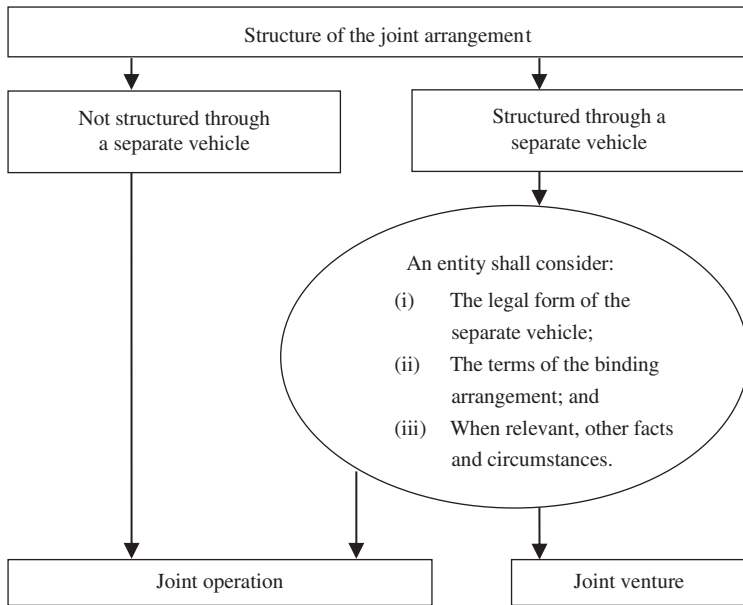 Structure of the joint arrangement
Not structured through
a separate vehicle
Structured through a
separate vehicle
An entity shall consider:
(i) The legal form of the
separate vehicle;
(ii) The terms of the binding
arrangement; and
(iii) When relevant, other facts
and circumstances.
Joint operation
Joint venture